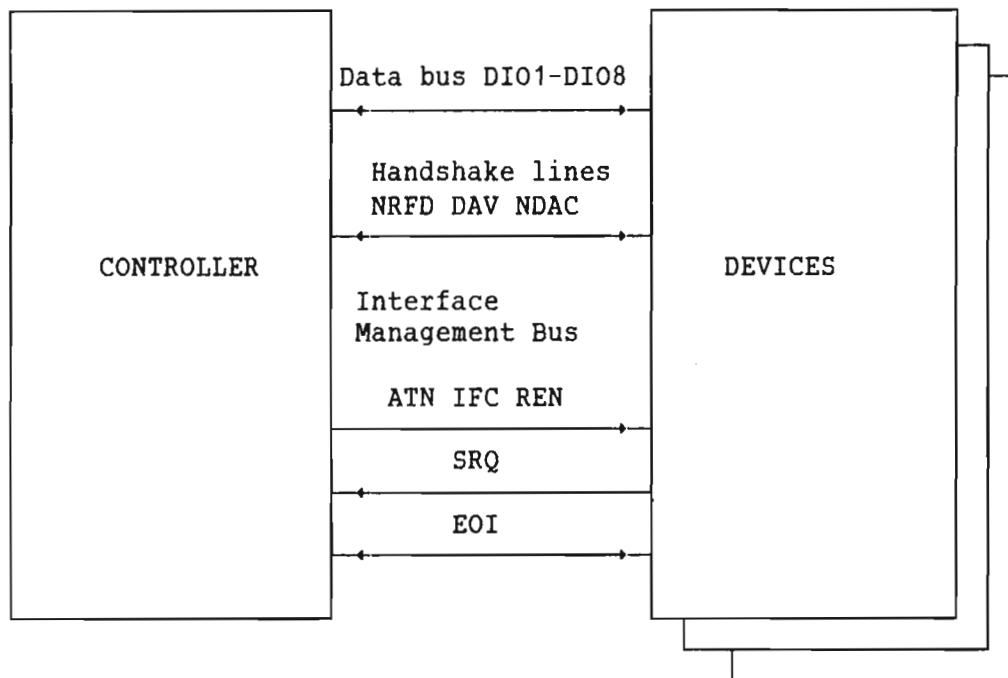 Data bus DIO1-DIO8
Handshake lines
NRFD DAV NDAC
CONTROLLER
DEVICES
Interface
Management Bus
ATN IFC REN
SRQ
EOI